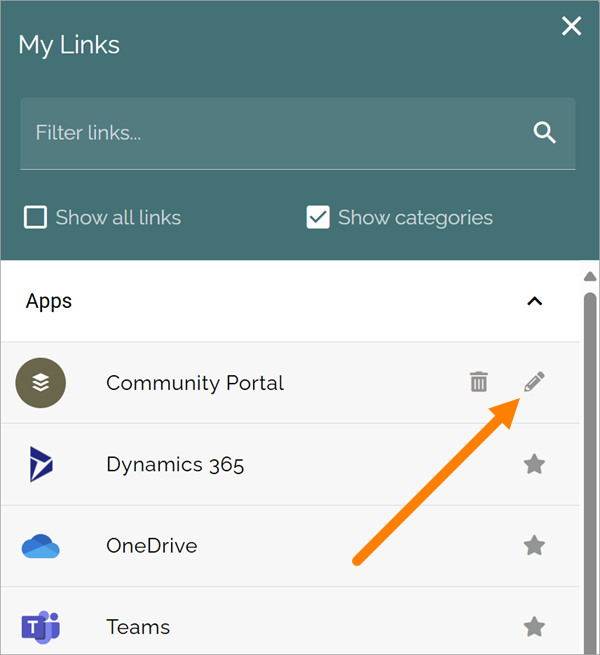 My Links
Filter links...
Show all links
Show categories
Apps
Community Portal
Dynamics 365
OneDrive
T
Teams